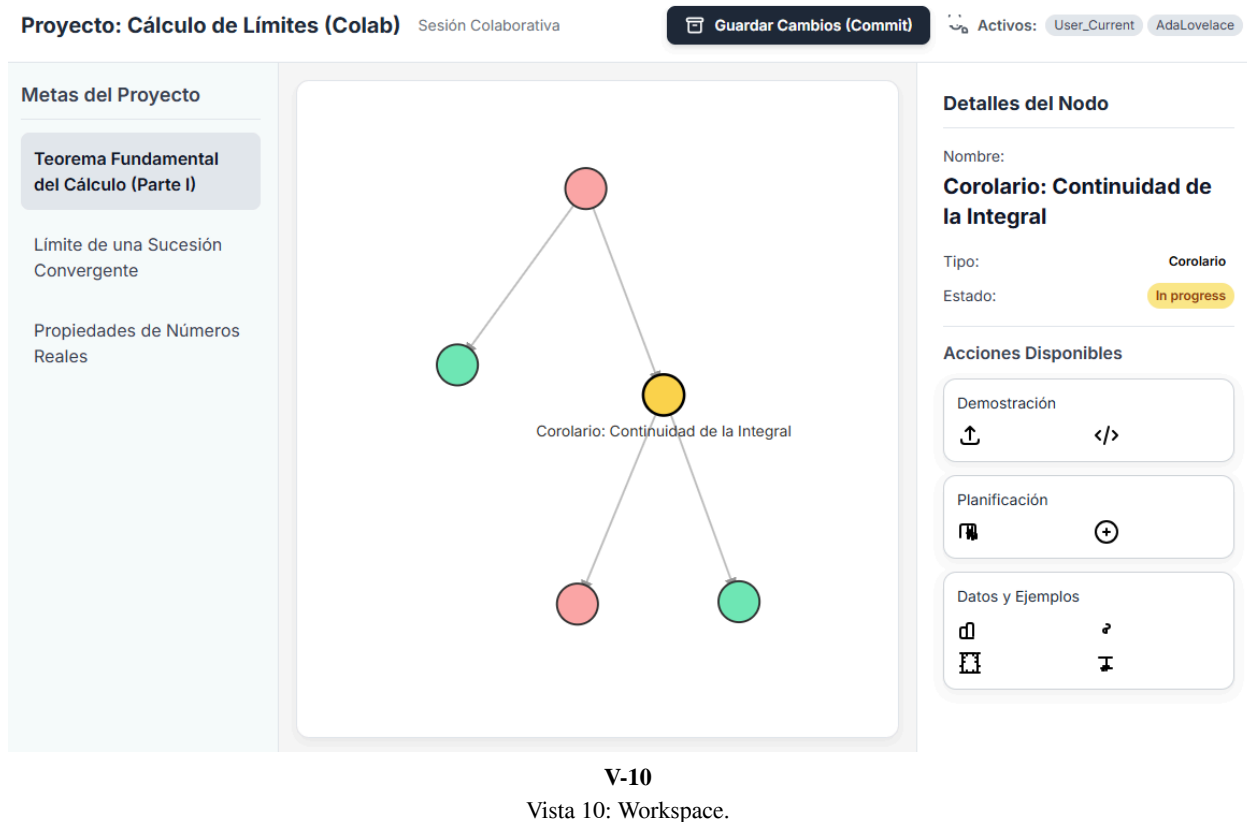 Proyecto: Cálculo de Límites (Colab)
Sesión Colaborativa
Guardar Cambios (Commit)
Activos:
User_Current
AdaLovelace
Metas del Proyecto
Teorema Fundamental
del Cálculo (Parte I)
Límite de una Sucesión
Convergente
Propiedades de Números
Reales
Corolario: Continuidad de la Integral
Detalles del Nodo
Nombre:
Corolario: Continuidad de
la Integral
Tipo:
Corolario
Estado:
In progress
Acciones Disponibles
Demostración
Planificación
Datos y Ejemplos
V-10
Vista 10: Workspace.